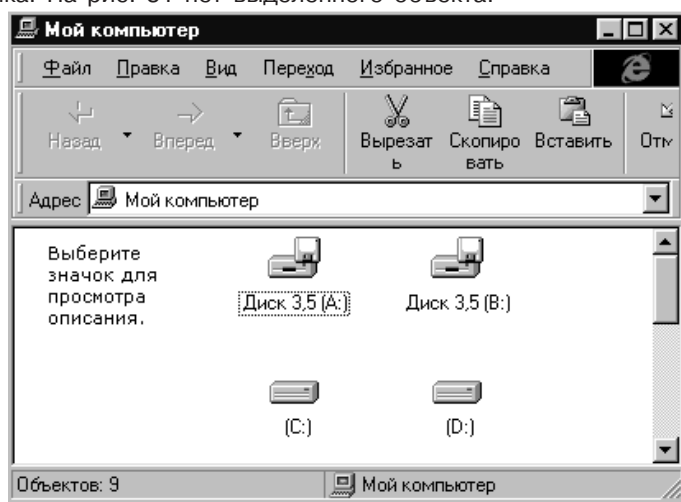 ка. На рис. 54 нет выделенного объекта.
Мой компьютер
Файл Правка Вид Переход Избранное Справка
Назад Вперед Вверх Вырезат Скопиро Вставить Отм
ь вать
Адрес Мой компьютер
Выберите
значок для
просмотра
описания.
Диск 3,5 (A:) Диск 3,5 (B:)
(C:) (D:)
Объектов: 9 Мой компьютер